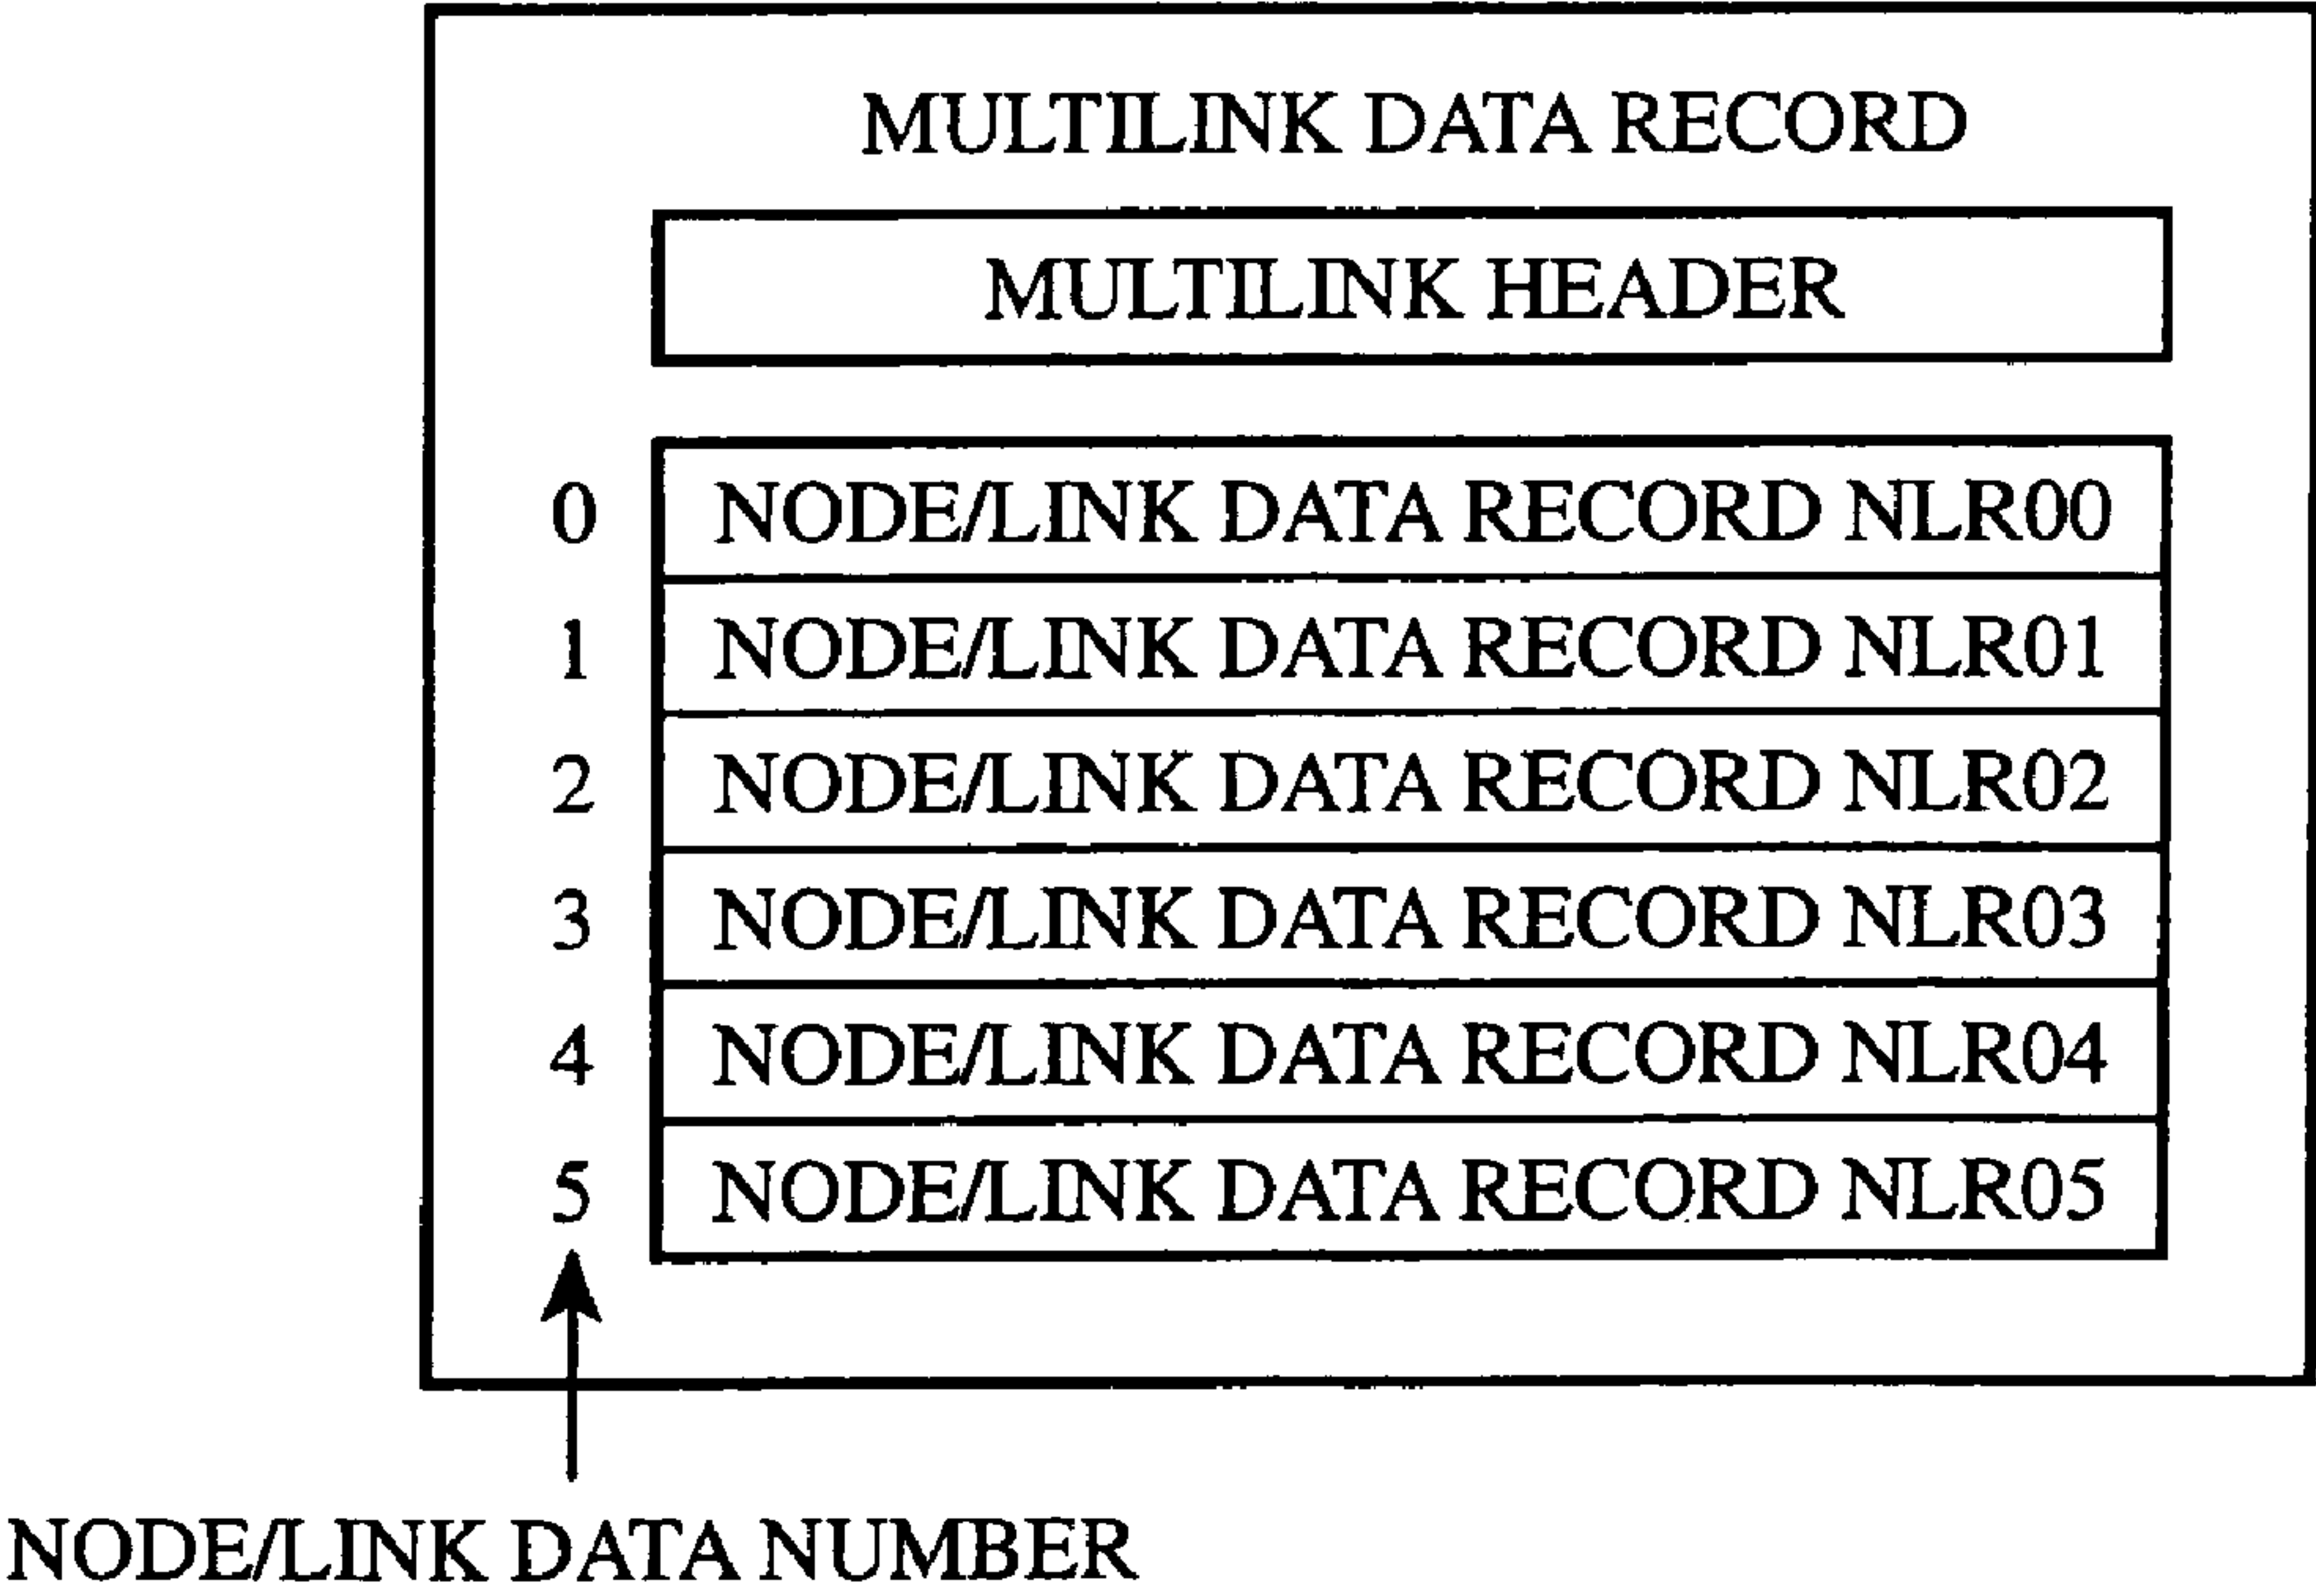 MULTILINK DATA RECORD
MULTILINK HEADER
0 NODE/LINK DATA RECORD NLR00
1 NODE/LINK DATA RECORD NLR01
2 NODE/LINK DATA RECORD NLR02
3 NODE/LINK DATA RECORD NLR03
4 NODE/LINK DATA RECORD NLR04
5 NODE/LINK DATA RECORD NLR05
NODE/LINK DATA NUMBER